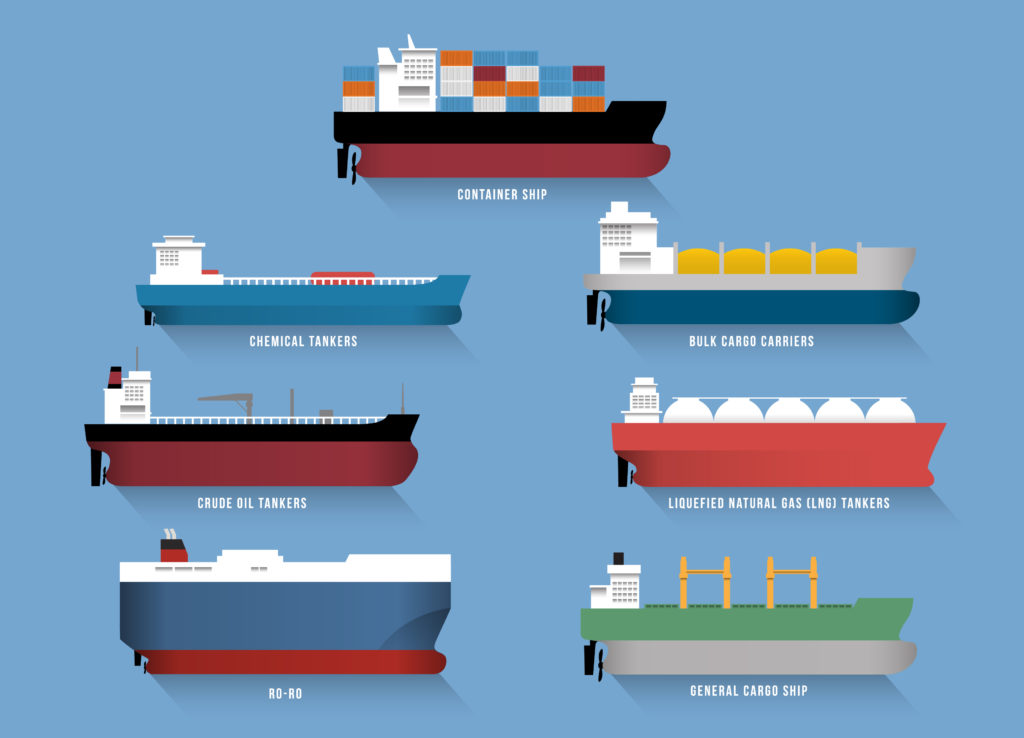 CONTAINER SHIP
CHEMICAL TANKERS
BULK CARGO CARRIERS
CRUDE OIL TANKERS
LIQUEFIED NATURAL GAS (LNG) TANKERS
RO-RO
GENERAL CARGO SHIP